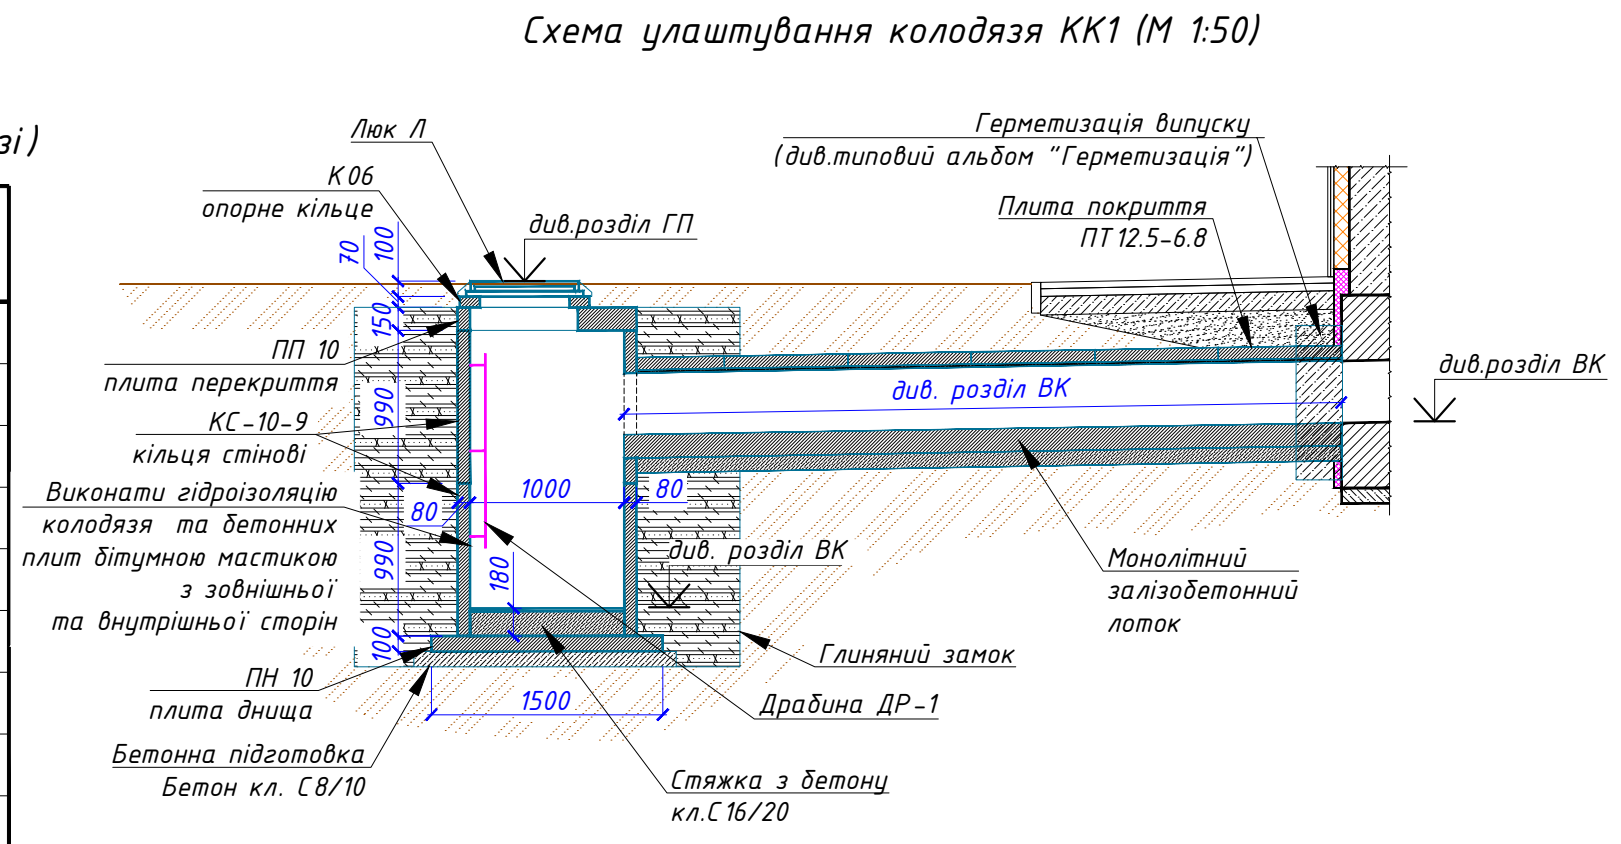 Схема улаштування колодязя КК1 (М 1:50)
зі)
Люк Л
К06
опорне кільце
див.розділ ГП
Герметизація випуску
(див.типовий альбом "Герметизація")
Плита покриття
ПТ12.5-6.8
70
100
150
ПП 10
плита перекриття
990
КС-10-9
кільця стінові
див. розділ ВК
див.розділ ВК
Виконати гідроізоляцію
колодязя та бетонних
плит бітумною мастикою
з зовнішньої
та внутрішньої сторін
80
1000
80
990
180
див. розділ ВК
Монолітний
залізобетонний
лоток
100
Глиняний замок
ПН 10
плита днища
1500
Драбина ДР-1
Бетонна підготовка
Бетон кл. С8/10
Стяжка з бетону
кл.С16/20